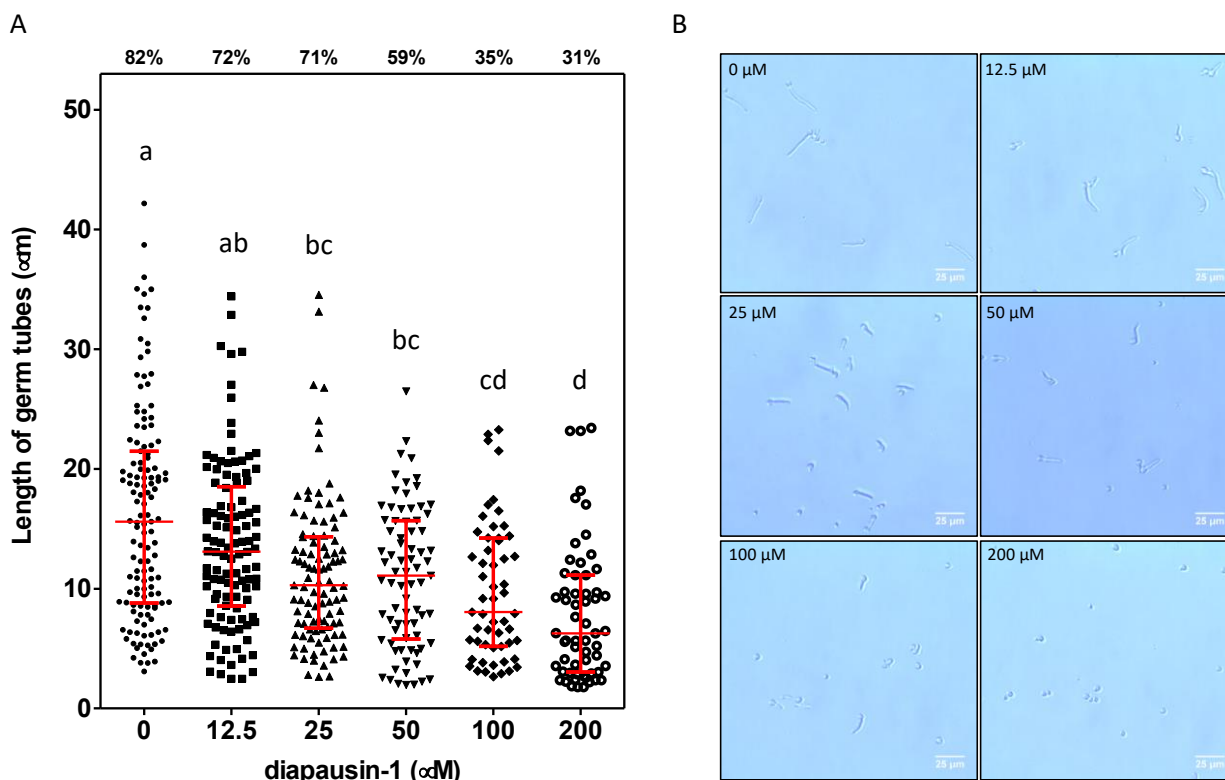 A
B
82% 72% 71% 59% 35% 31%
50
40
30
20
10
0
Length of germ tubes (∝m)
a
ab
bc
bc
cd
d
0 12.5 25 50 100 200
diapausin-1 (∝M)
0 µM
25 µm
12.5 µM
25 µm
25 µM
25 µm
50 µM
25 µm
100 µM
25 µm
200 µM
25 µm